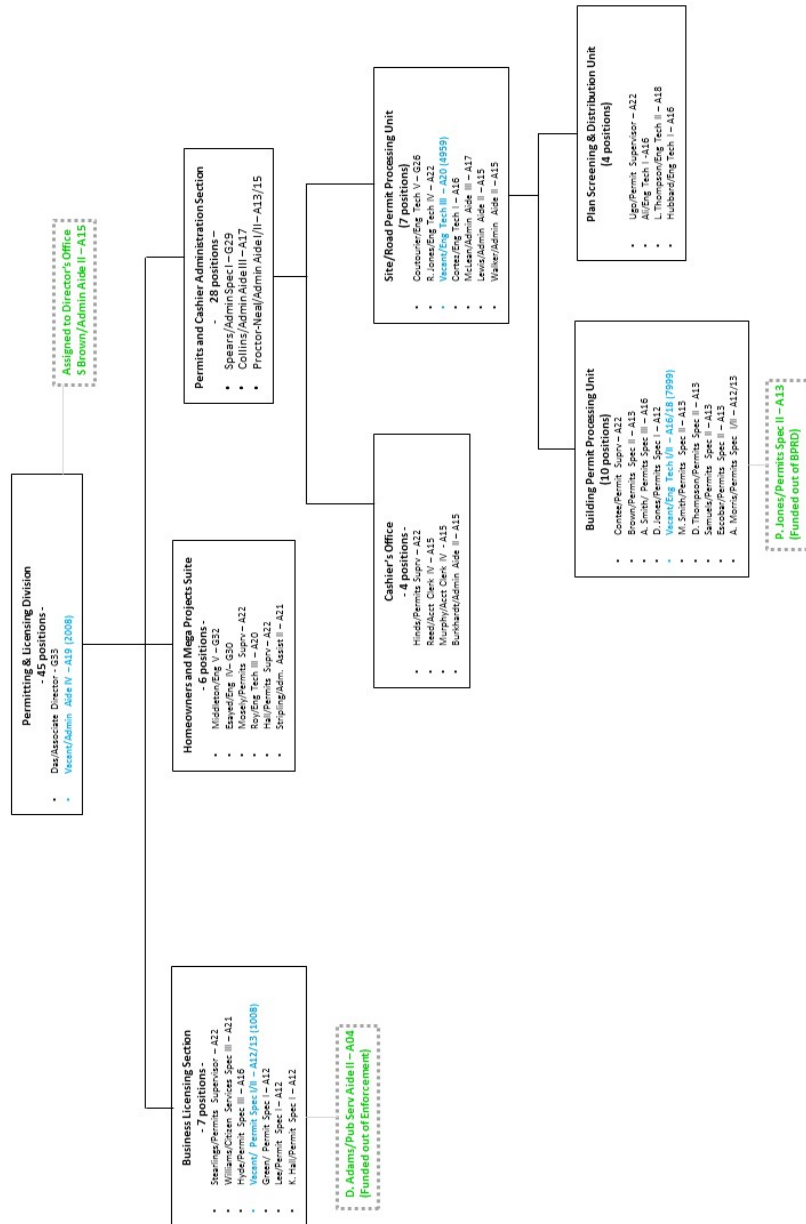 Permitting & Licensing Division
- 45 positions -
• Das/Associate Director - G33
• Vacant/Admin Aide IV – A19 (2008)
Assigned to Director's Office
S Brown/Admin Aide II – A15
Business Licensing Section
- 7 positions -
• Stearlings/Permits Supervisor – A22
• Williams/Citizen Services Spec III – A21
• Hyde/Permit Spec III – A16
• Vacant/ Permit Spec I/II – A12/13 (1008)
• Green/ Permit Spec I – A12
• Lee/Permit Spec I – A12
• K. Hall/Permit Spec I – A12
D. Adams/Pub Serv Aide II – A04
(Funded out of Enforcement)
Homeowners and Mega Projects Suite
- 6 positions -
• Middleton/Eng V – G32
• Esayed/Eng IV– G30
• Mosely/Permits Suprv – A22
• Roy/Eng Tech III – A20
• Hall/Permits Suprv – A22
• Stripling/Adm. Assist II – A21
Permits and Cashier Administration Section
- 28 positions –
• Spears/Admin Spec I – G29
• Collins/Admin Aide III – A17
• Proctor-Neal/Admin Aide I/II – A13/15
Cashier's Office
- 4 positions -
• Hinds/Permits Suprv – A22
• Reed/Acct Clerk IV – A15
• Murphy/Acct Clerk IV - A15
• Burkhardt/Admin Aide II – A15
Site/Road Permit Processing Unit
(7 positions)
• Coutourier/Eng Tech V – G26
• R. Jones/Eng Tech IV – A22
• Vacant/Eng Tech III – A20 (4959)
• Cortez/Eng Tech I – A16
• McLean/Admin Aide III – A17
• Lewis/Admin Aide II – A15
• Walker/Admin Aide II – A15
Building Permit Processing Unit
(10 positions)
• Contee/Permit Suprv – A22
• Brown/Permits Spec II – A13
• A. Smith/ Permits Spec III – A16
• D. Jones/Permits Spec I – A12
• Vacant/Eng Tech I/II – A16/18 (7999)
• M. Smith/Permits Spec II – A13
• D. Thompson/Permits Spec II – A13
• Samuels/Permits Spec II – A13
• Escobar/Permits Spec II – A13
• A. Morris/Permits Spec I/II – A12/13
P. Jones/Permits Spec II – A13
(Funded out of BPRD)
Plan Screening & Distribution Unit
(4 positions)
• Ugo/Permit Supervisor – A22
• Ali/Eng Tech I -A16
• L. Thompson/Eng Tech II – A18
• Hubbard/Eng Tech I – A16